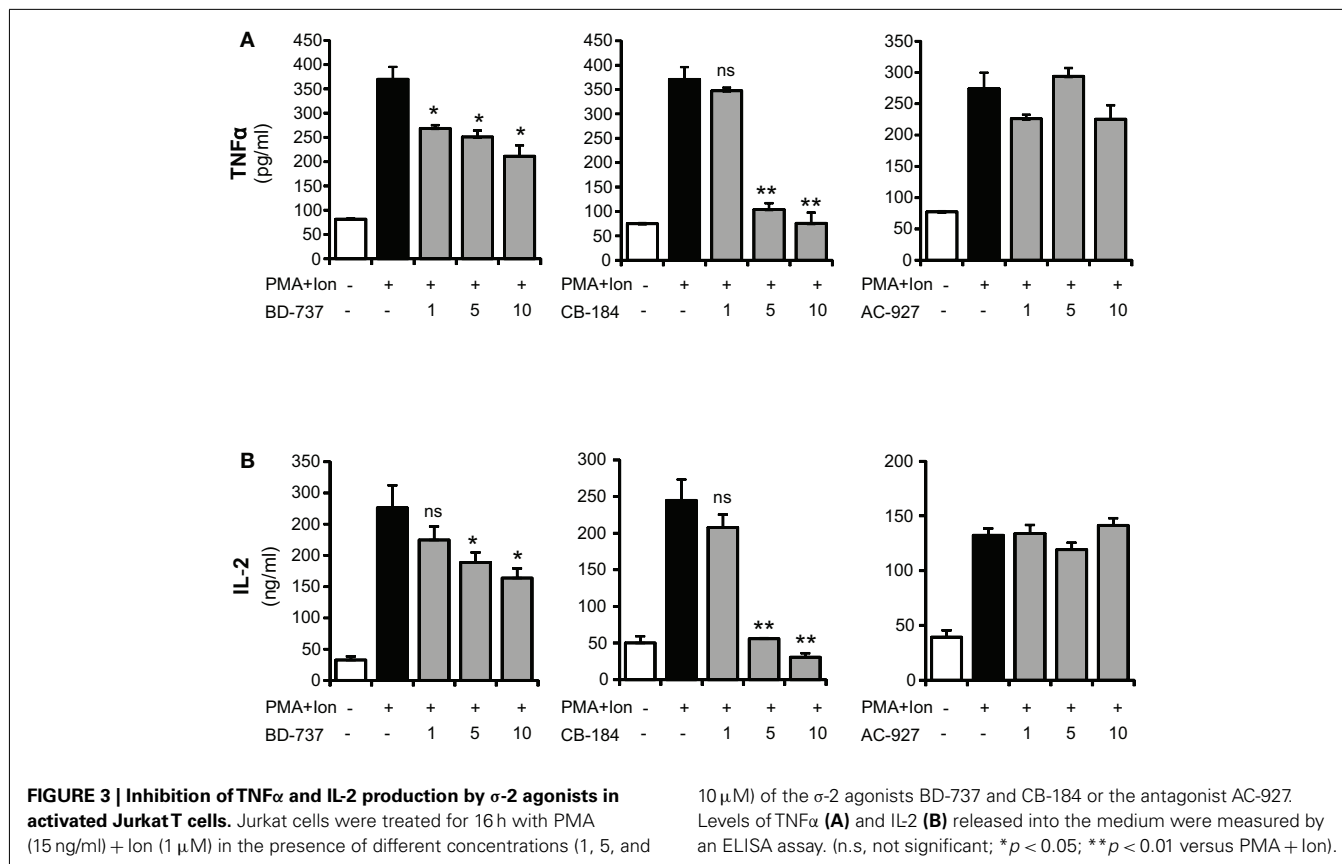 A
TNFα
(pg/ml)
450
400
350
300
250
200
150
100
50
0
*
*
*
PMA+Ion - + + + +
BD-737 - - 1 5 10
450
400
350
300
250
200
150
100
50
0
ns
**
**
PMA+Ion - + + + +
CB-184 - - 1 5 10
350
300
250
200
150
100
50
0
PMA+Ion - + + + +
AC-927 - - 1 5 10
B
IL-2
(ng/ml)
350
300
250
200
150
100
50
0
ns
*
*
PMA+Ion - + + + +
BD-737 - - 1 5 10
300
250
200
150
100
50
0
ns
**
**
PMA+Ion - + + + +
CB-184 - - 1 5 10
200
150
100
50
0
PMA+Ion - + + + +
AC-927 - - 1 5 10
FIGURE 3 | Inhibition of TNFα and IL-2 production by σ-2 agonists in
activated Jurkat T cells. Jurkat cells were treated for 16 h with PMA
(15 ng/ml) + Ion (1 μM) in the presence of different concentrations (1, 5, and
10 μM) of the σ-2 agonists BD-737 and CB-184 or the antagonist AC-927.
Levels of TNFα (A) and IL-2 (B) released into the medium were measured by
an ELISA assay. (n.s, not significant; *p < 0.05; **p < 0.01 versus PMA + Ion).